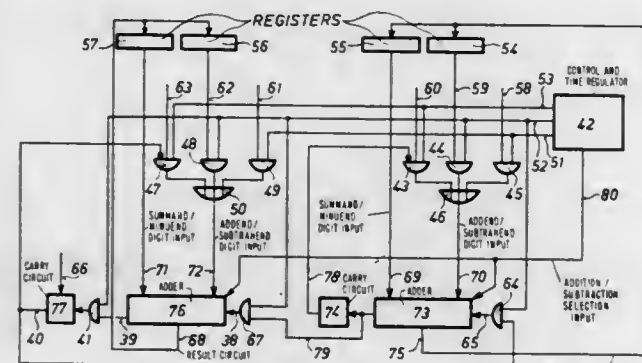 REGISTERS
57
56
55
54
63
62
61
60
59
58
53
CONTROL AND
TIME REGULATOR
42
52
51
47
48
49
43
44
45
50
46
80
SUMMAND/
MINUEND
DIGIT INPUT
ADDEND/
SUBTRAHEND
DIGIT INPUT
SUMMAND/
MINUEND
DIGIT INPUT
ADDEND/
SUBTRAHEND
DIGIT INPUT
66
CARRY
CIRCUIT
71
72
78
CARRY
CIRCUIT
69
70
64
ADDITION/
SUBTRACTION
SELECTION
INPUT
77
ADDER
76
74
ADDER
73
40
41
39
38
67
65
68
RESULT CIRCUIT
79
75